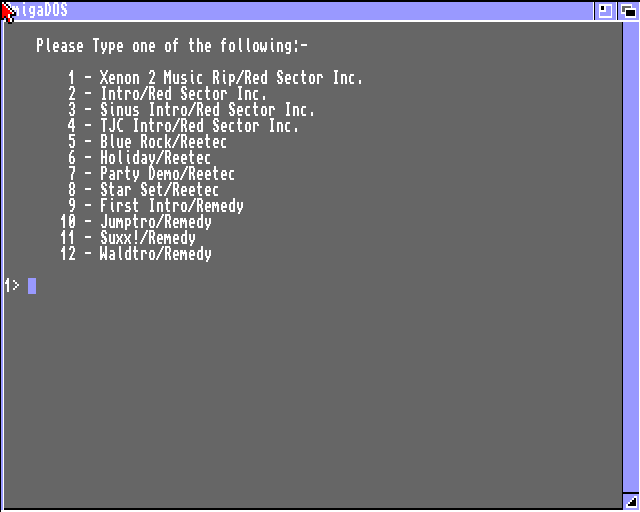 migaDOS
Please Type one of the following:-
1 - Xenon 2 Music Rip/Red Sector Inc.
2 - Intro/Red Sector Inc.
3 - Sinus Intro/Red Sector Inc.
4 - TJC Intro/Red Sector Inc.
5 - Blue Rock/Reetec
6 - Holiday/Reetec
7 - Party Demo/Reetec
8 - Star Set/Reetec
9 - First Intro/Remedy
10 - Jumptro/Remedy
11 - Suxx!/Remedy
12 - Waldtro/Remedy
1>